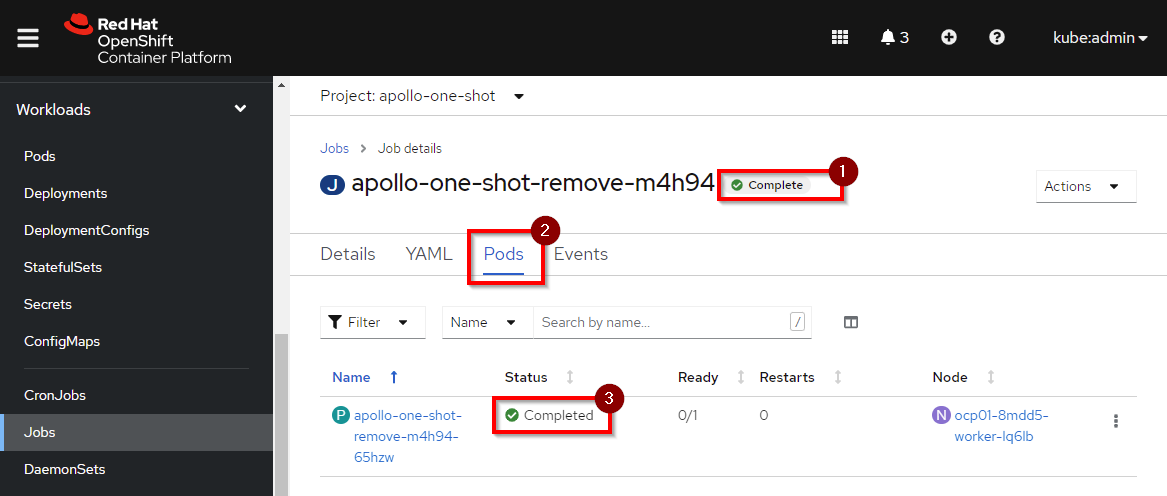 Red Hat
OpenShift
Container Platform
3
kube:admin
Workloads
Pods
Deployments
DeploymentConfigs
StatefulSets
Secrets
ConfigMaps
CronJobs
Jobs
DaemonSets
Project: apollo-one-shot
Jobs > Job details
J apollo-one-shot-remove-m4h94 Complete 1
Actions
Details YAML Pods 2 Events
Filter Name Search by name... /
Name Status Ready Restarts Node
P apollo-one-shot-
remove-m4h94-
65hzw
Completed 3
0/1
0
N ocp01-8mdd5-
worker-lq6lb